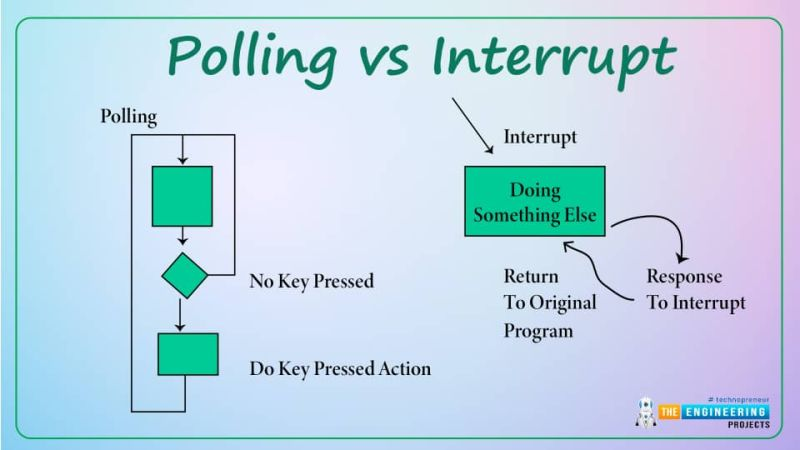 Polling vs Interrupt
Polling
No Key Pressed
Do Key Pressed Action
Interrupt
Doing
Something Else
Return
To Original
Program
Response
To Interrupt
# technopreneur
THE ENGINEERING
PROJECTS